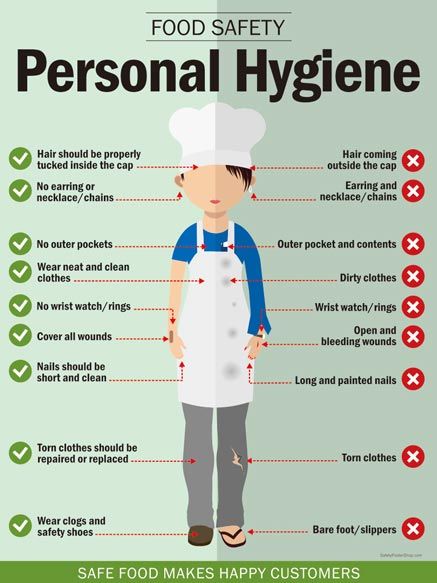 FOOD SAFETY
Personal Hygiene
Hair should be properly
tucked inside the cap
No earring or
necklace/chains
No outer pockets
Wear neat and clean
clothes
No wrist watch/rings
Cover all wounds
Nails should be
short and clean
Torn clothes should be
repaired or replaced
Wear clogs and
safety shoes
Hair coming
outside the cap
Earring and
necklace/chains
Outer pocket and contents
Dirty clothes
Wrist watch/rings
Open and
bleeding wounds
Long and painted nails
Torn clothes
Bare foot/slippers
SafetyPosterShop.com
SAFE FOOD MAKES HAPPY CUSTOMERS